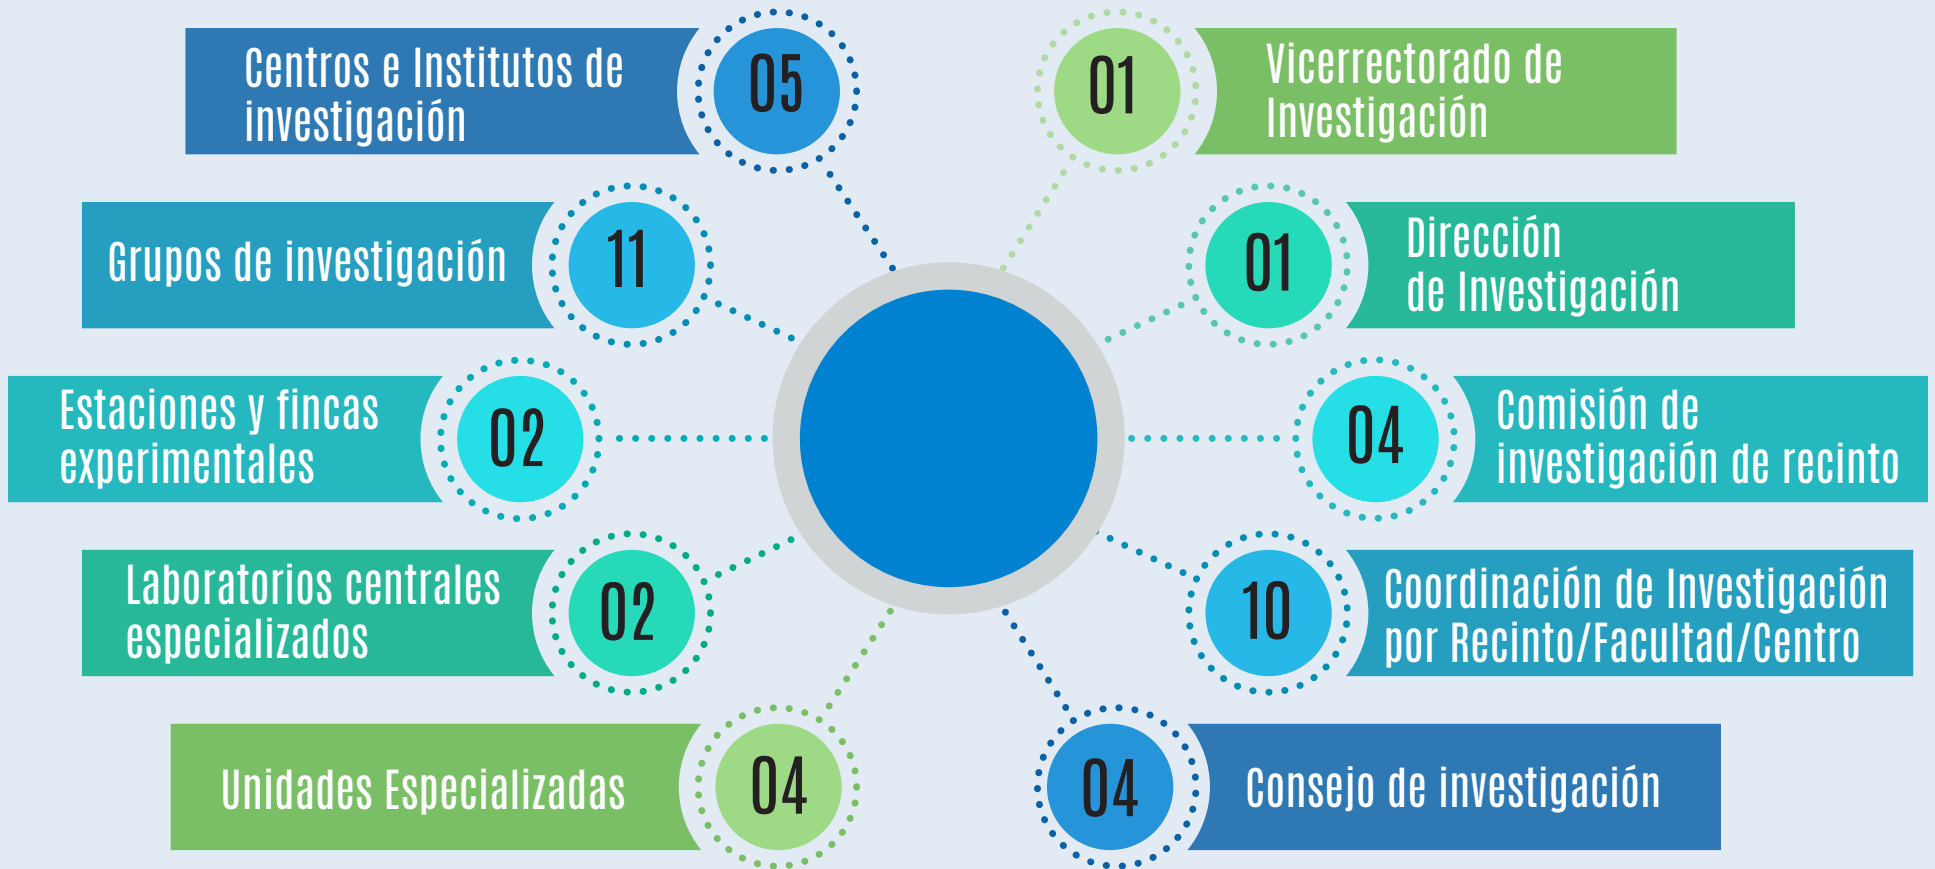 05
Centros e Institutos de
investigación
01
Vicerrectorado de
Investigación
11
Grupos de investigación
01
Dirección
de Investigación
02
Estaciones y fincas
experimentales
04
Comisión de
investigación de recinto
02
Laboratorios centrales
especializados
10
Coordinación de Investigación
por Recinto/Facultad/Centro
04
Unidades Especializadas
04
Consejo de investigación